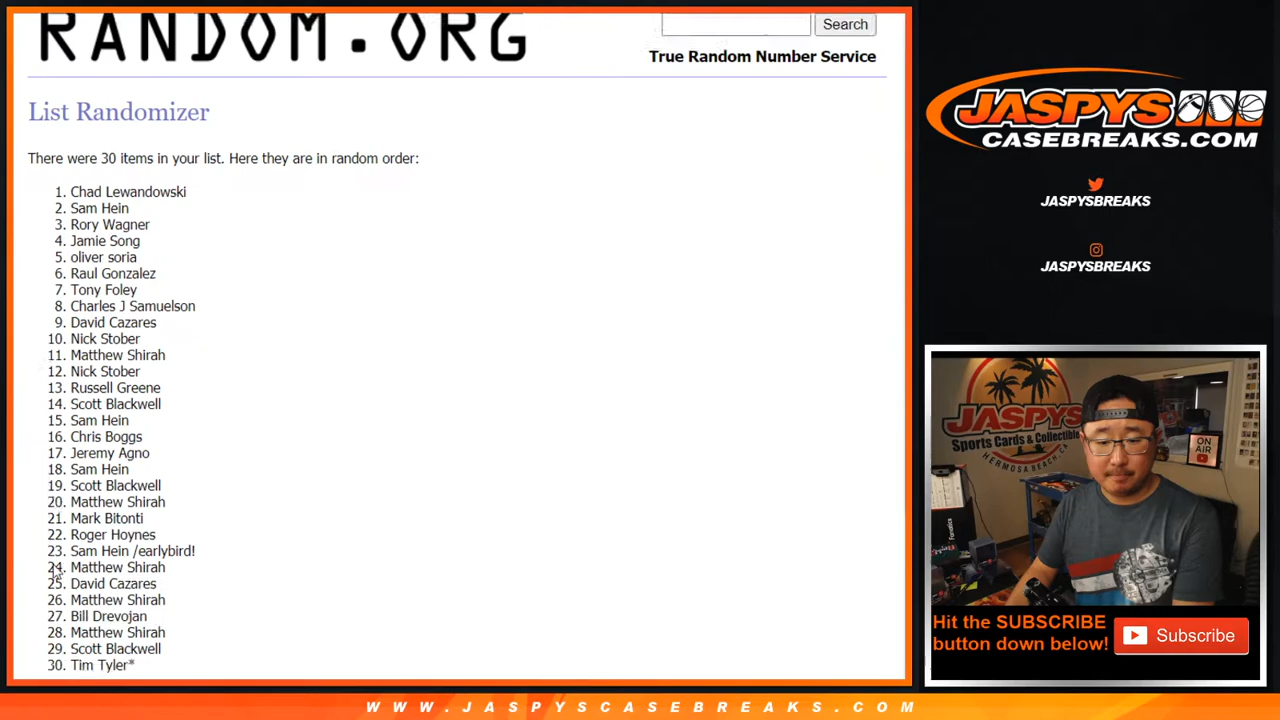 RANDOM.ORG
Search
True Random Number Service
List Randomizer
There were 30 items in your list. Here they are in random order:
1. Chad Lewandowski
2. Sam Hein
3. Rory Wagner
4. Jamie Song
5. oliver soria
6. Raul Gonzalez
7. Tony Foley
8. Charles J Samuelson
9. David Cazares
10. Nick Stober
11. Matthew Shirah
12. Nick Stober
13. Russell Greene
14. Scott Blackwell
15. Sam Hein
16. Chris Boggs
17. Jeremy Agno
18. Sam Hein
19. Scott Blackwell
20. Matthew Shirah
21. Mark Bitonti
22. Roger Hoynes
23. Sam Hein /earlybird!
24. Matthew Shirah
25. David Cazares
26. Matthew Shirah
27. Bill Drevojan
28. Matthew Shirah
29. Scott Blackwell
30. Tim Tyler*
JASPYS
CASEBREAKS.COM
JASPYSBREAKS
JASPYSBREAKS
JASPYS
Sports Cards & Collectible
HERMOSA BEACH, CA
ON
AIR
Fanatics
Hit the SUBSCRIBE
button down below!
Subscribe
WWW.JASPYSCASEBREAKS.COM